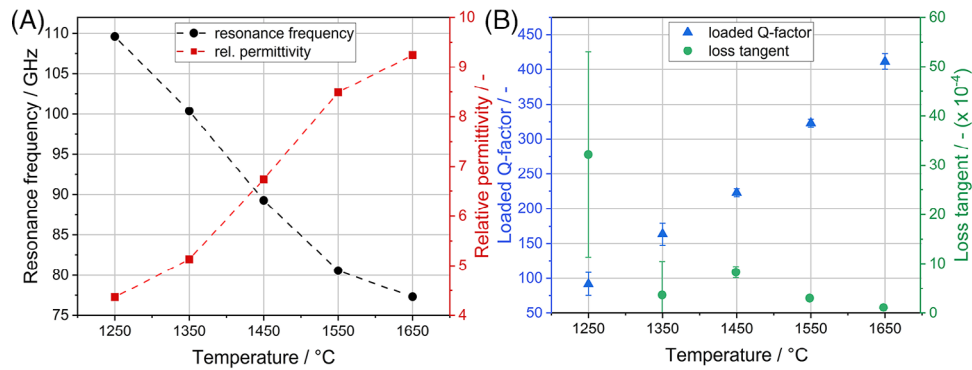 (A)
resonance frequency
rel. permittivity
Resonance frequency / GHz
110
105
100
95
90
85
80
75
10
9
8
7
6
5
4
Relative permittivity / -
1250 1350 1450 1550 1650
Temperature / °C
(B)
loaded Q-factor
loss tangent
Loaded Q-factor / -
450
400
350
300
250
200
150
100
50
60
50
40
30
20
10
0
Loss tangent / - (x 10-4)
1250 1350 1450 1550 1650
Temperature / °C